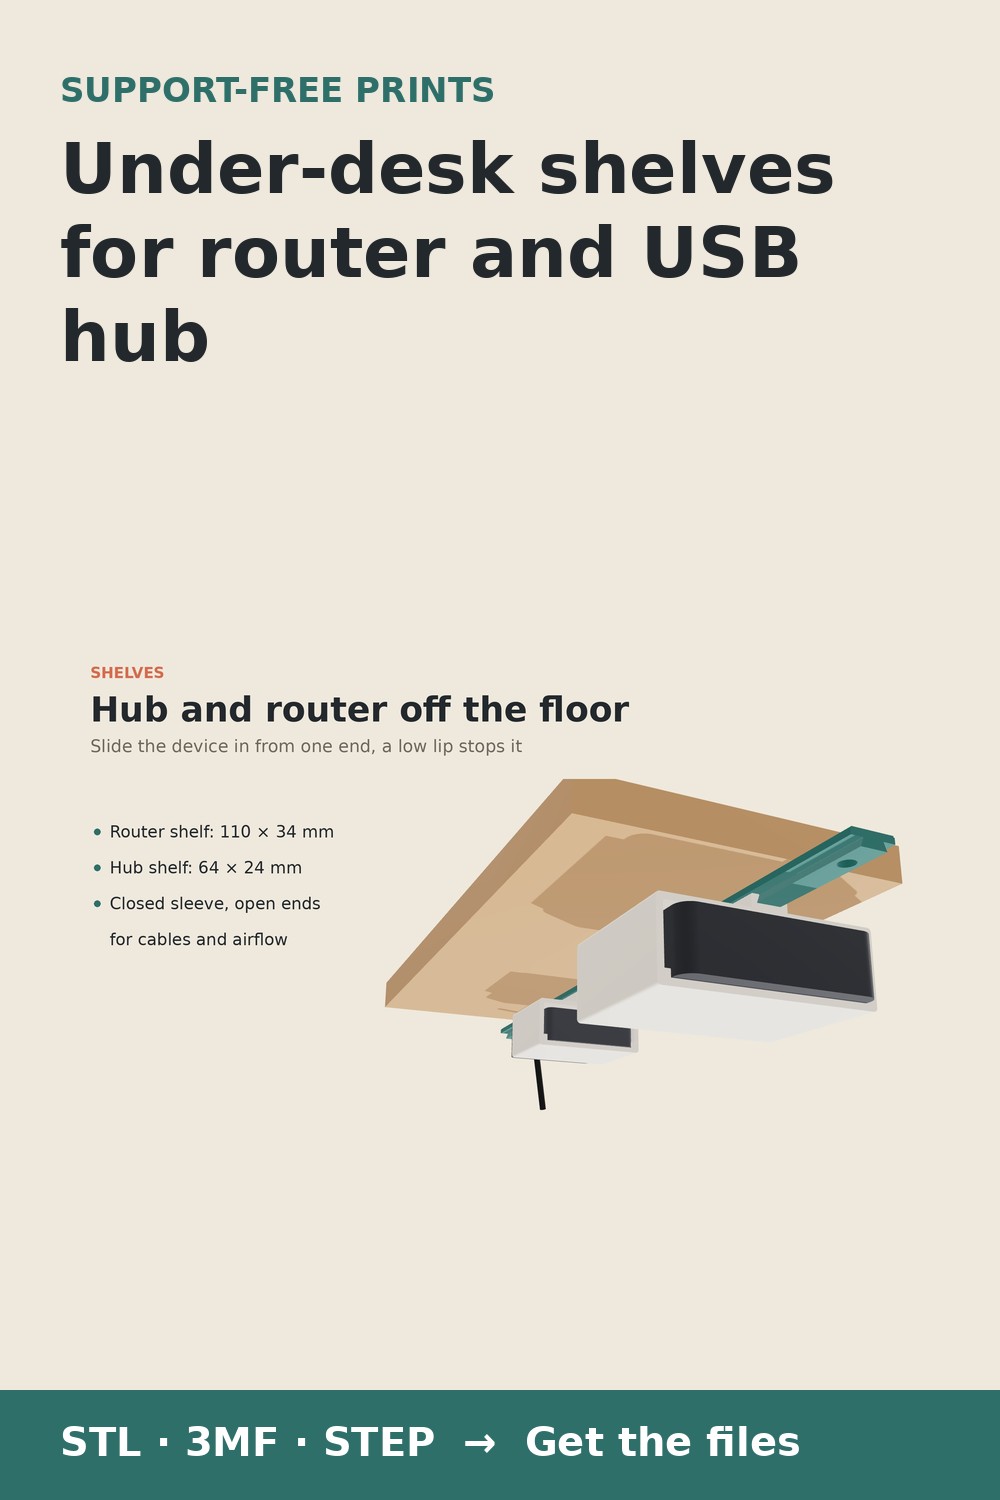 SUPPORT-FREE PRINTS
Under-desk shelves
for router and USB
hub
SHELVES
Hub and router off the floor
Slide the device in from one end, a low lip stops it
• Router shelf: 110 × 34 mm
• Hub shelf: 64 × 24 mm
• Closed sleeve, open ends
for cables and airflow
STL · 3MF · STEP → Get the files